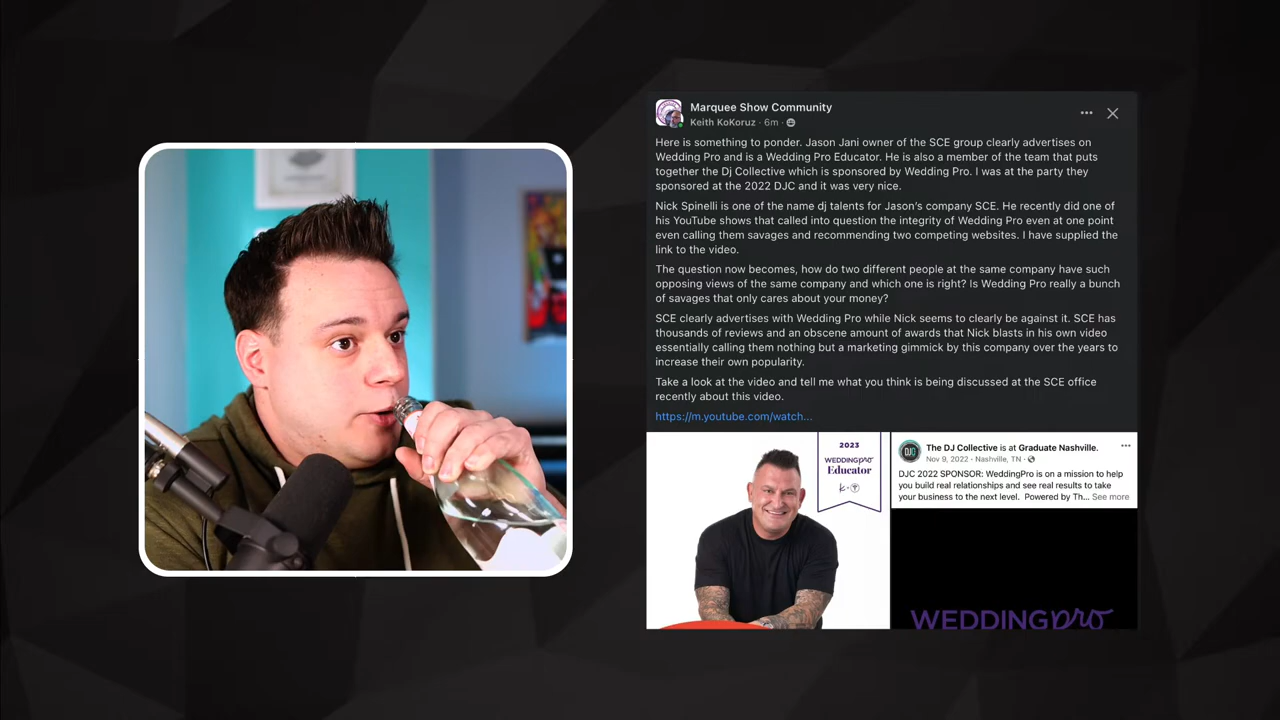 Marquee Show Community
Keith KoKoruz · 6m ·
Here is something to ponder. Jason Jani owner of the SCE group clearly advertises on
Wedding Pro and is a Wedding Pro Educator. He is also a member of the team that puts
together the Dj Collective which is sponsored by Wedding Pro. I was at the party they
sponsored at the 2022 DJC and it was very nice.
Nick Spinelli is one of the name dj talents for Jason's company SCE. He recently did one of
his YouTube shows that called into question the integrity of Wedding Pro even at one point
even calling them savages and recommending two competing websites. I have supplied the
link to the video.
The question now becomes, how do two different people at the same company have such
opposing views of the same company and which one is right? Is Wedding Pro really a bunch
of savages that only cares about your money?
SCE clearly advertises with Wedding Pro while Nick seems to clearly be against it. SCE has
thousands of reviews and an obscene amount of awards that Nick blasts in his own video
essentially calling them nothing but a marketing gimmick by this company over the years to
increase their own popularity.
Take a look at the video and tell me what you think is being discussed at the SCE office
recently about this video.
https://m.youtube.com/watch...
2023
WEDDINGpro
Educator
DJC
The DJ Collective is at Graduate Nashville.
Nov 9, 2022 · Nashville, TN ·
DJC 2022 SPONSOR: WeddingPro is on a mission to help
you build real relationships and see real results to take
your business to the next level. Powered by Th... See more
WEDDINGpro